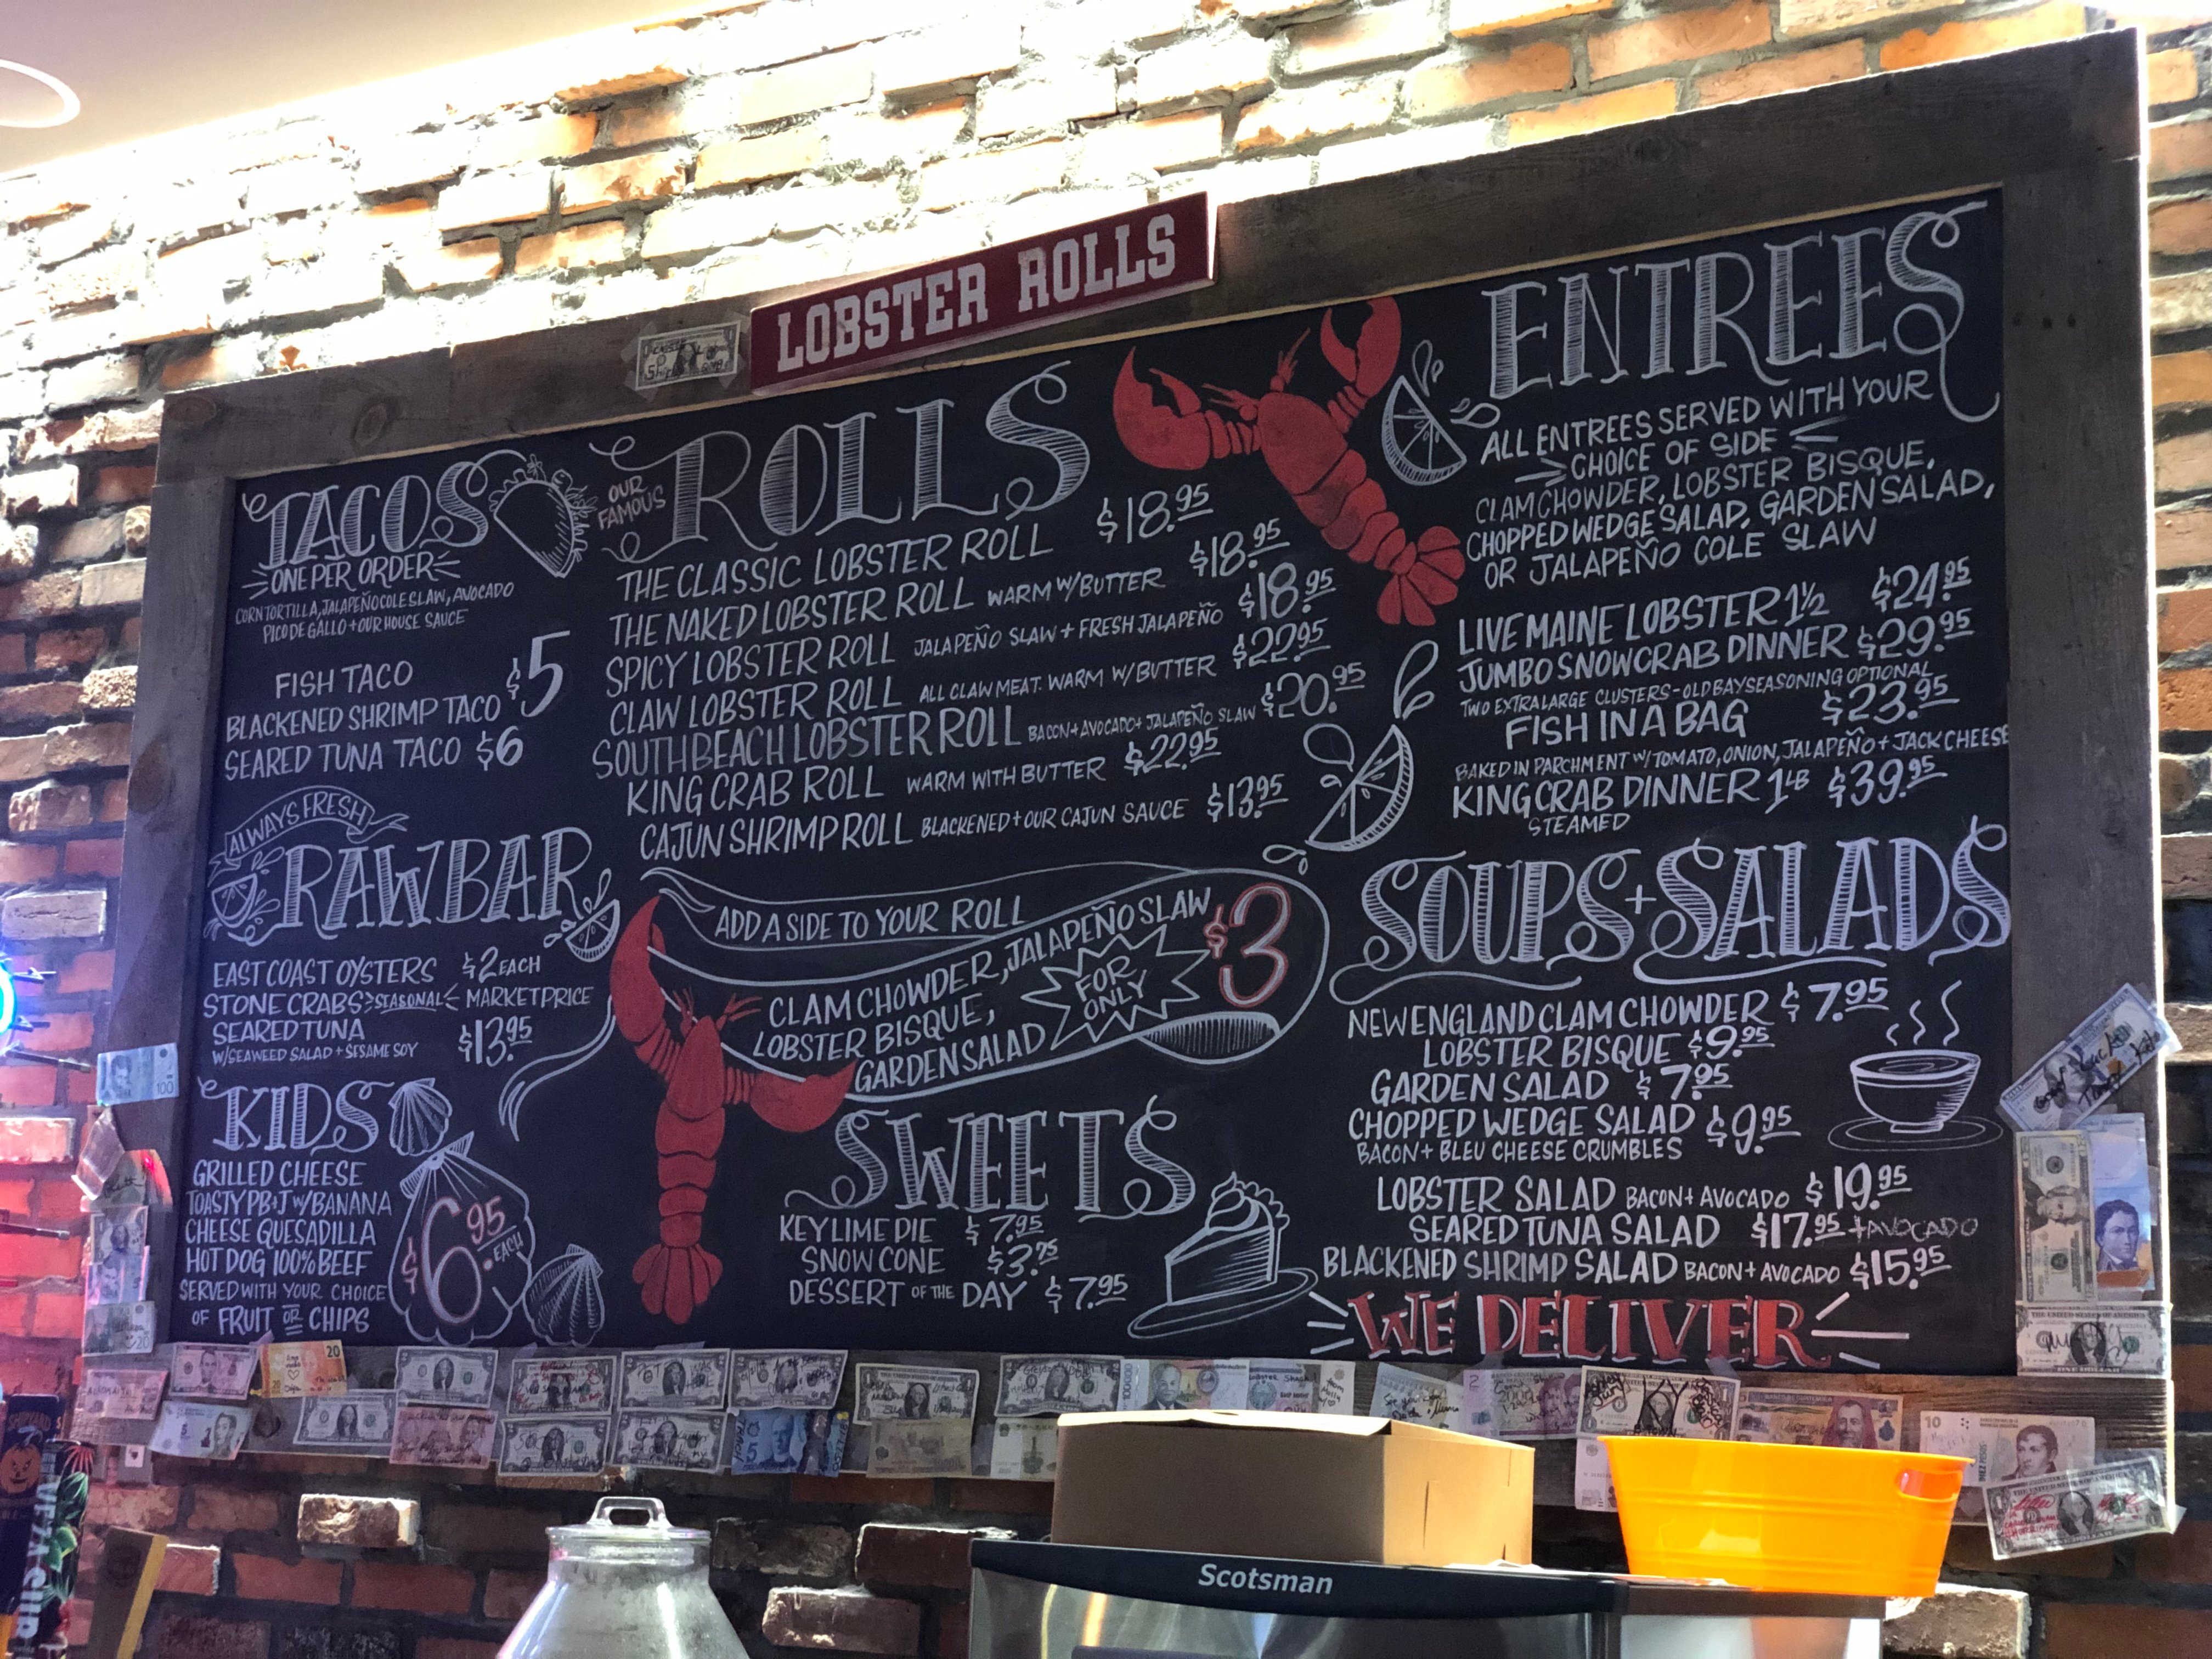 LOBSTER ROLLS
TACOS
ONE PER ORDER
CORN TORTILLA, JALAPEÑO COLE SLAW, AVOCADO
PICO DE GALLO + OUR HOUSE SAUCE
FISH TACO
BLACKENED SHRIMP TACO $5
SEARED TUNA TACO $6
ALWAYS FRESH
RAW BAR
EAST COAST OYSTERS $2 EACH
STONE CRABS SEASONAL MARKET PRICE
SEARED TUNA $13.95
W/SEAWEED SALAD + SESAME SOY
KIDS
GRILLED CHEESE
TOASTY PB+J W/BANANA
CHEESE QUESADILLA
HOT DOG 100% BEEF
SERVED WITH YOUR CHOICE
OF FRUIT OR CHIPS
$6.95 EACH
OUR
FAMOUS
ROLLS
THE CLASSIC LOBSTER ROLL $18.95
THE NAKED LOBSTER ROLL WARM W/BUTTER $18.95
SPICY LOBSTER ROLL JALAPEÑO SLAW + FRESH JALAPEÑO $18.95
CLAW LOBSTER ROLL ALL CLAW MEAT. WARM W/BUTTER $22.95
SOUTH BEACH LOBSTER ROLL BACON + AVOCADO + JALAPEÑO SLAW $20.95
KING CRAB ROLL WARM WITH BUTTER $22.95
CAJUN SHRIMP ROLL BLACKENED + OUR CAJUN SAUCE $13.95
ADD A SIDE TO YOUR ROLL
CLAM CHOWDER, JALAPEÑO SLAW
LOBSTER BISQUE,
GARDEN SALAD
FOR
ONLY
$3
SWEETS
KEY LIME PIE $7.95
SNOW CONE $3.95
DESSERT OF THE DAY $7.95
ENTREES
ALL ENTREES SERVED WITH YOUR
CHOICE OF SIDE
CLAM CHOWDER, LOBSTER BISQUE,
CHOPPED WEDGE SALAD, GARDEN SALAD,
OR JALAPEÑO COLE SLAW
LIVE MAINE LOBSTER 1½ $24.95
JUMBO SNOWCRAB DINNER $29.95
TWO EXTRA LARGE CLUSTERS - OLD BAY SEASONING OPTIONAL
FISH IN A BAG $23.95
BAKED IN PARCHMENT W/TOMATO, ONION, JALAPEÑO + JACK CHEESE
KING CRAB DINNER 1LB $39.95
STEAMED
SOUPS + SALADS
NEW ENGLAND CLAM CHOWDER $7.95
LOBSTER BISQUE $9.95
GARDEN SALAD $7.95
CHOPPED WEDGE SALAD $9.95
BACON + BLEU CHEESE CRUMBLES
LOBSTER SALAD BACON + AVOCADO $19.95
SEARED TUNA SALAD $17.95 + AVOCADO
BLACKENED SHRIMP SALAD BACON + AVOCADO $15.95
WE DELIVER
Scotsman